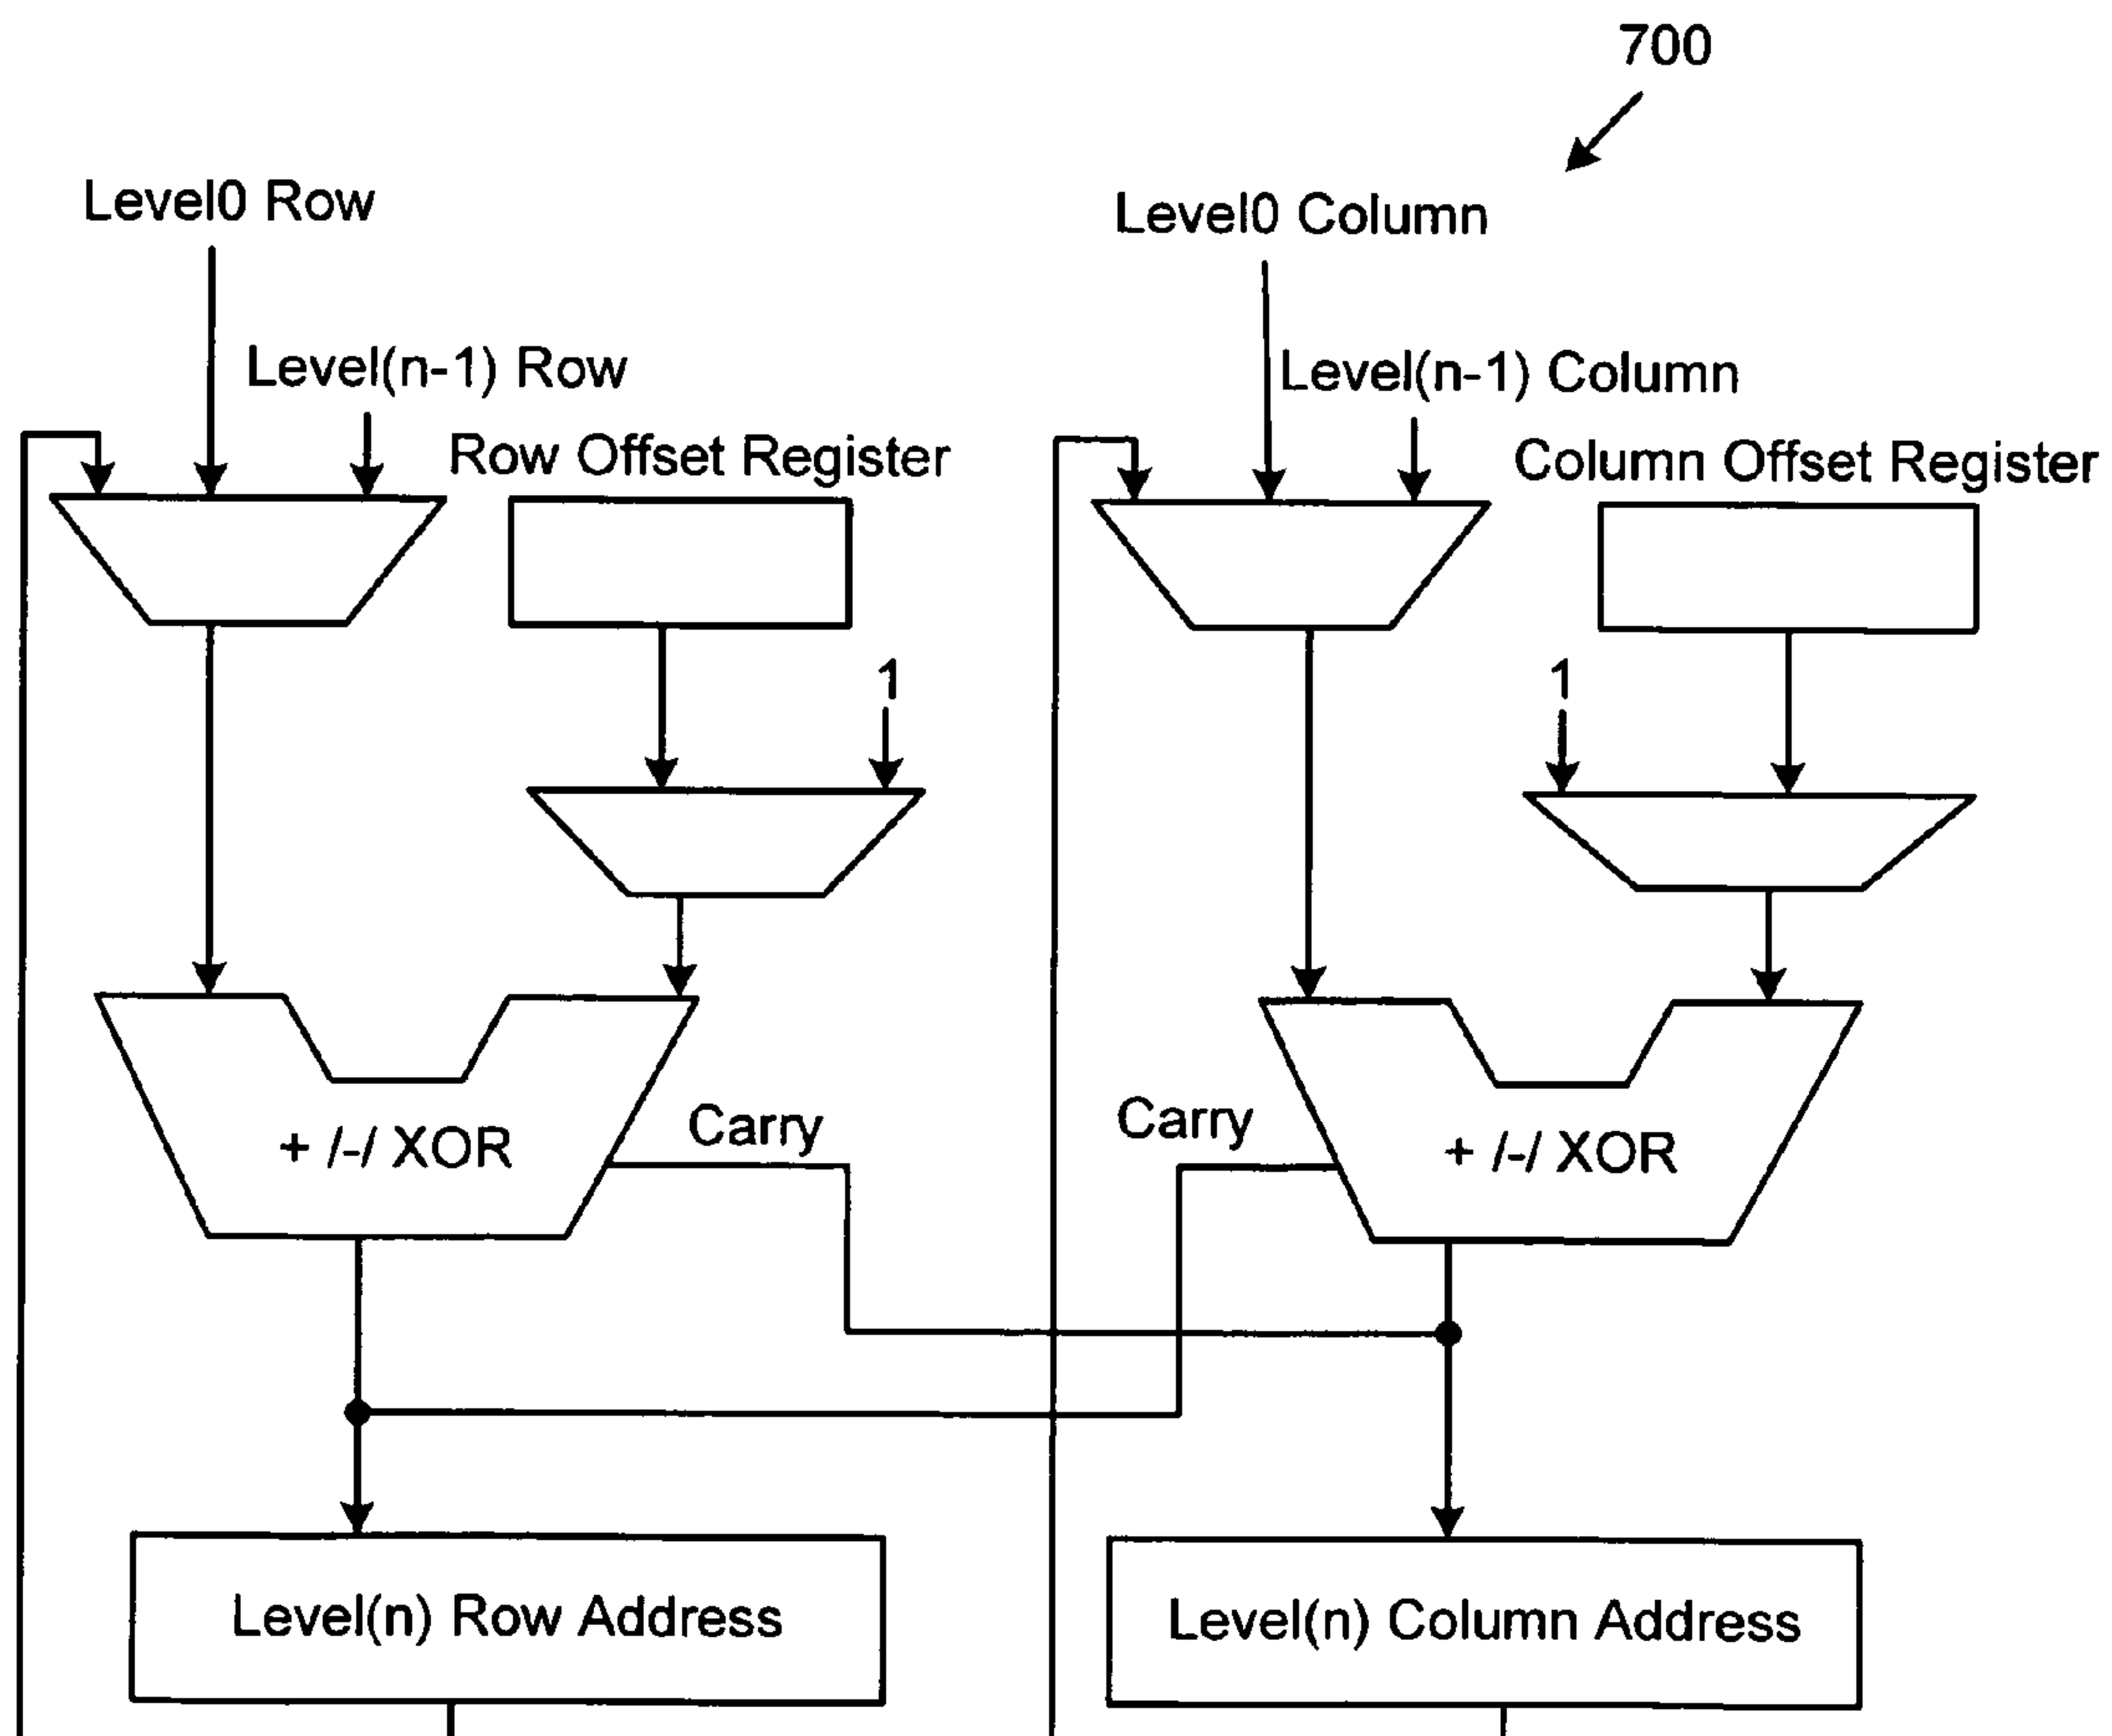 700
Level0 Row
Level0 Column
Level(n-1) Row
Level(n-1) Column
Row Offset Register
Column Offset Register
1
1
+ /-/ XOR
Carry
Carry
+ /-/ XOR
Level(n) Row Address
Level(n) Column Address